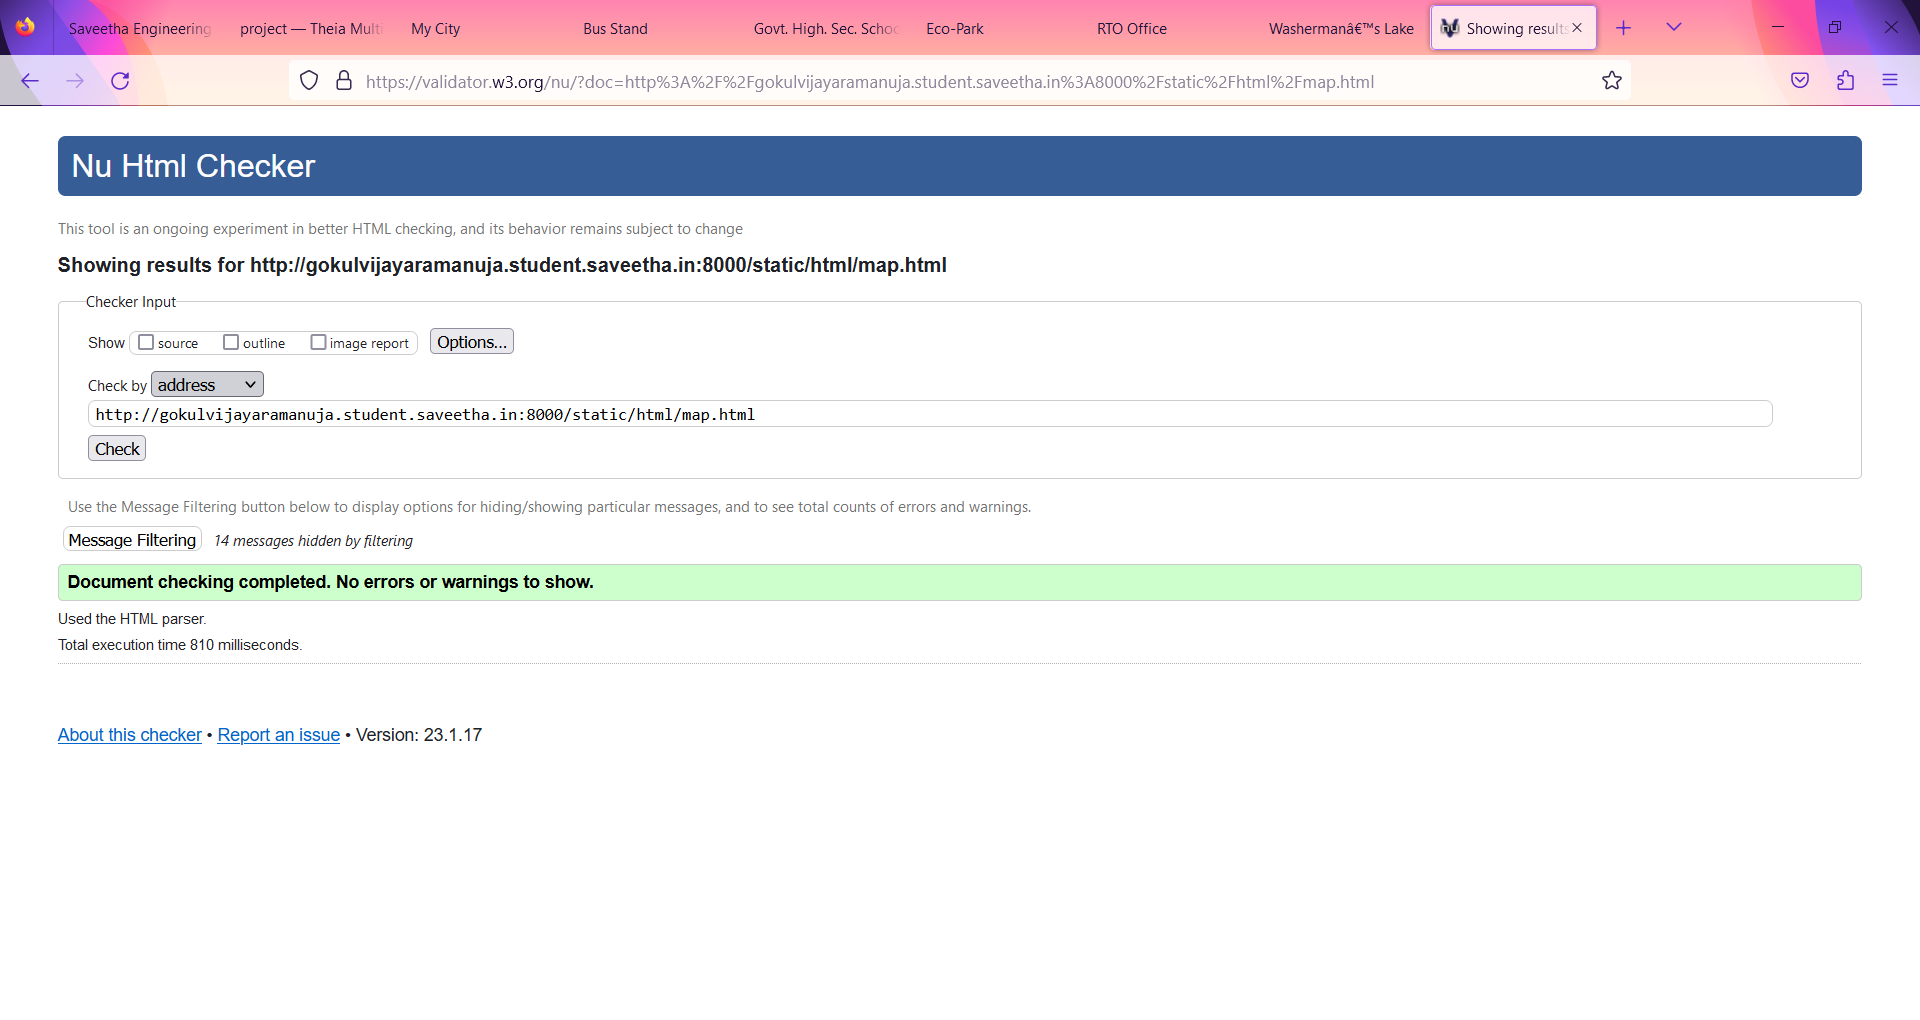 Saveetha Engineering
project — Theia Multi
My City
Bus Stand
Govt. High. Sec. Schoo
Eco-Park
RTO Office
Washermanâ€™s Lake
Showing results
https://validator.w3.org/nu/?doc=http%3A%2F%2Fgokulvijayaramanuja.student.saveetha.in%3A8000%2Fstatic%2Fhtml%2Fmap.html
Nu Html Checker
This tool is an ongoing experiment in better HTML checking, and its behavior remains subject to change
Showing results for http://gokulvijayaramanuja.student.saveetha.in:8000/static/html/map.html
Checker Input
Show source outline image report Options...
Check by address
http://gokulvijayaramanuja.student.saveetha.in:8000/static/html/map.html
Check
Use the Message Filtering button below to display options for hiding/showing particular messages, and to see total counts of errors and warnings.
Message Filtering 14 messages hidden by filtering
Document checking completed. No errors or warnings to show.
Used the HTML parser.
Total execution time 810 milliseconds.
About this checker • Report an issue • Version: 23.1.17